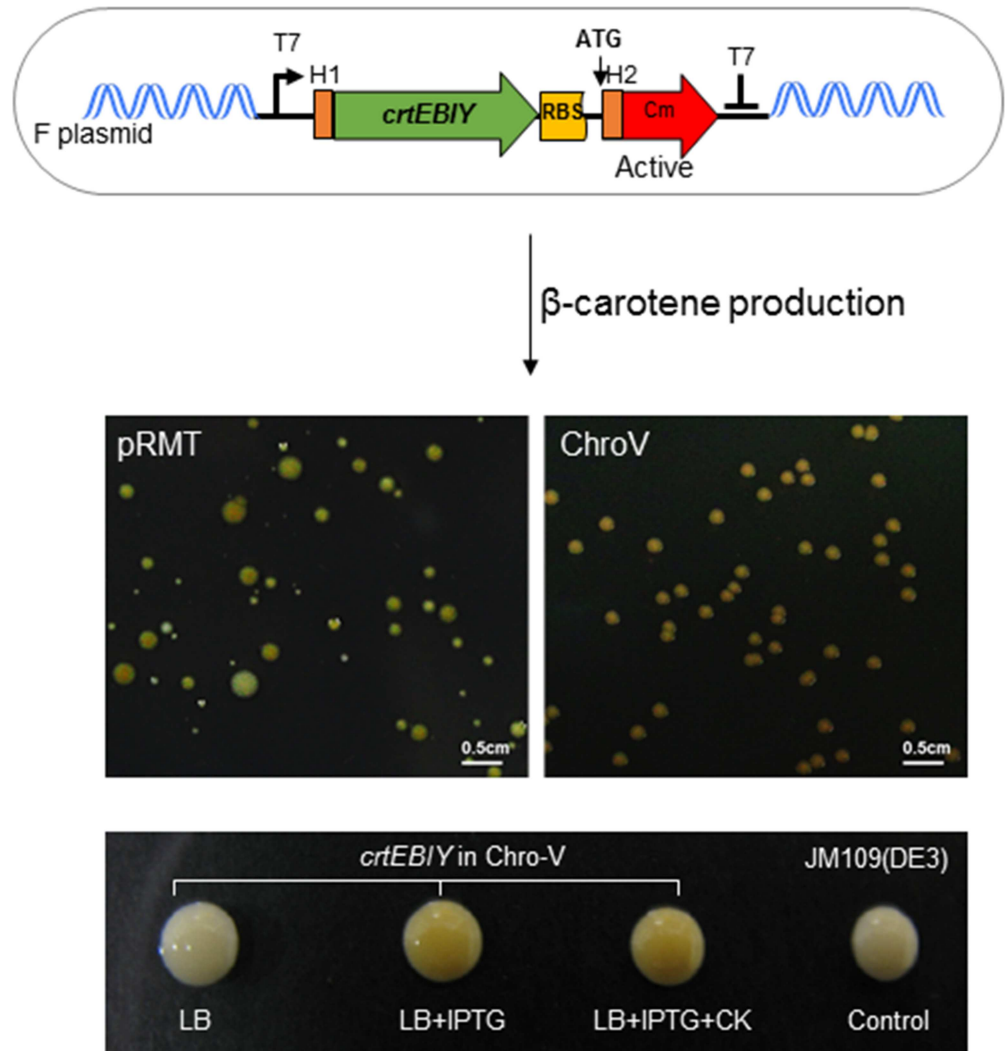 T7
ATG
T7
H1
H2
crtEBIY
RBS
Cm
F plasmid
Active
β-carotene production
pRMT
ChroV
0.5cm
0.5cm
crtEBIY in Chro-V
JM109(DE3)
LB
LB+IPTG
LB+IPTG+CK
Control